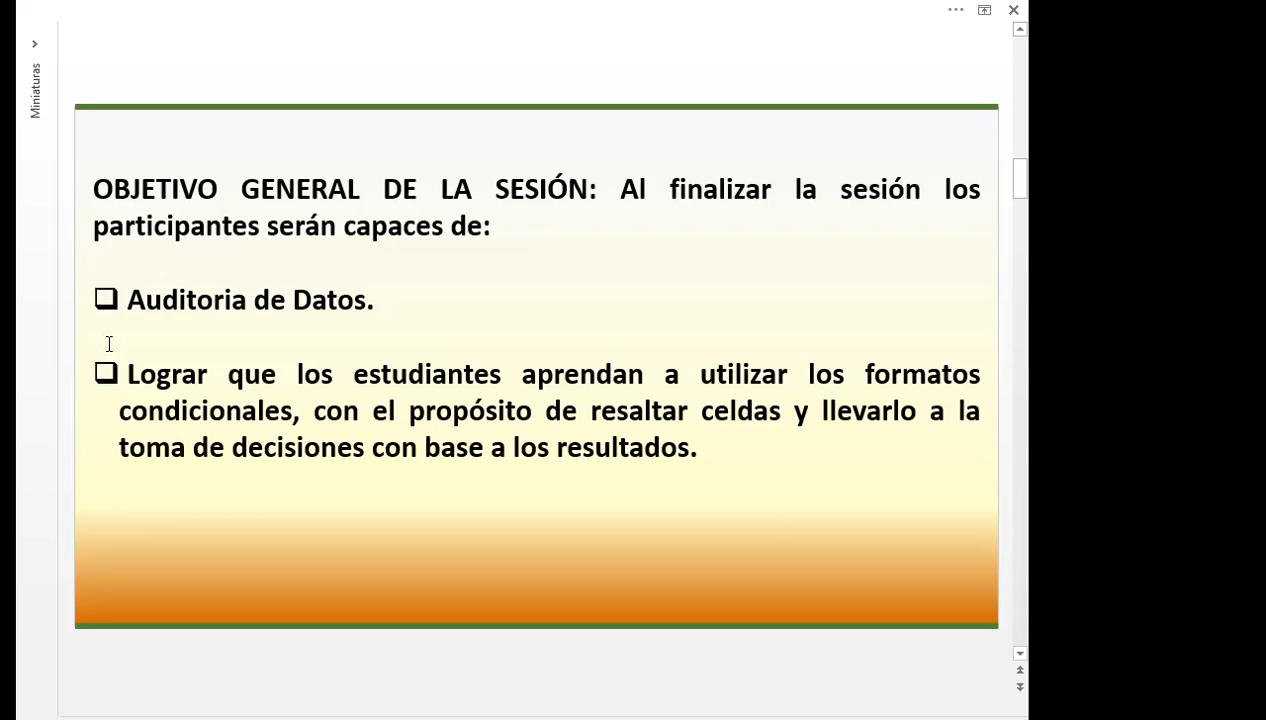 Miniaturas
OBJETIVO GENERAL DE LA SESIÓN: Al finalizar la sesión los
participantes serán capaces de:
Auditoria de Datos.
Lograr que los estudiantes aprendan a utilizar los formatos
condicionales, con el propósito de resaltar celdas y llevarlo a la
toma de decisiones con base a los resultados.